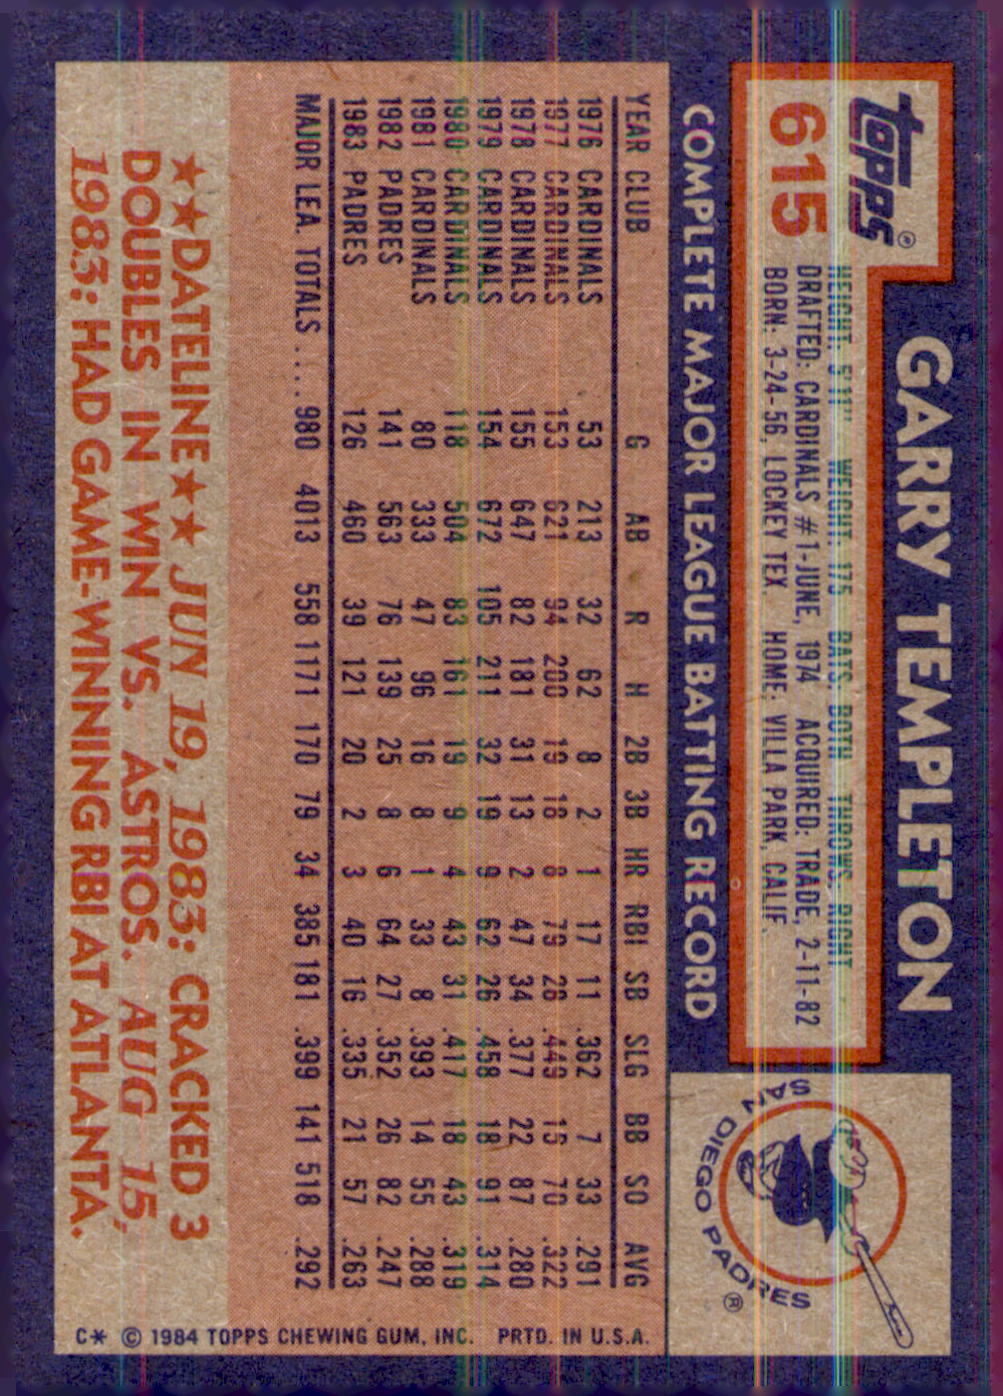 topps®
615
GARRY TEMPLETON
HEIGHT: 5'11" WEIGHT: 175 BATS: BOTH THROWS: RIGHT
DRAFTED: CARDINALS #1-JUNE, 1974 ACQUIRED: TRADE, 2-11-82
BORN: 3-24-56, LOCKEY TEX. HOME: VILLA PARK, CALIF.
SAN DIEGO PADRES ®
COMPLETE MAJOR LEAGUE BATTING RECORD
YEAR CLUB G AB R H 2B 3B HR RBI SB SLG BB SO AVG
1976 CARDINALS 53 213 32 62 8 2 1 17 11 .362 7 33 .291
1977 CARDINALS 153 621 94 200 19 18 8 79 28 .449 15 70 .322
1978 CARDINALS 155 647 82 181 31 13 2 47 34 .377 22 87 .280
1979 CARDINALS 154 672 105 211 32 19 9 62 26 .458 18 91 .314
1980 CARDINALS 118 504 83 161 19 9 4 43 31 .417 18 43 .319
1981 CARDINALS 80 333 47 96 16 8 1 33 8 .393 14 55 .288
1982 PADRES 141 563 76 139 25 8 6 64 27 .352 26 82 .247
1983 PADRES 126 460 39 121 20 2 3 40 16 .335 21 57 .263
MAJOR LEA. TOTALS .... 980 4013 558 1171 170 79 34 385 181 .399 141 518 .292
★★DATELINE★★ JUN 19, 1983: CRACKED 3
DOUBLES IN WIN VS. ASTROS. AUG 15,
1983: HAD GAME-WINNING RBI AT ATLANTA.
C* © 1984 TOPPS CHEWING GUM, INC. PRTD. IN U.S.A.